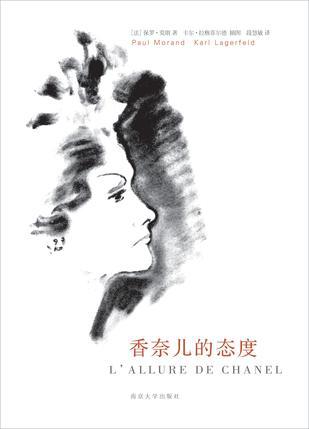 ［法］保罗·莫朗 著　卡尔·拉格菲尔德 插图　段慧敏 译
Paul Morand Karl Lagerfeld
香奈儿的态度
L'ALLURE DE CHANEL
南京大学出版社